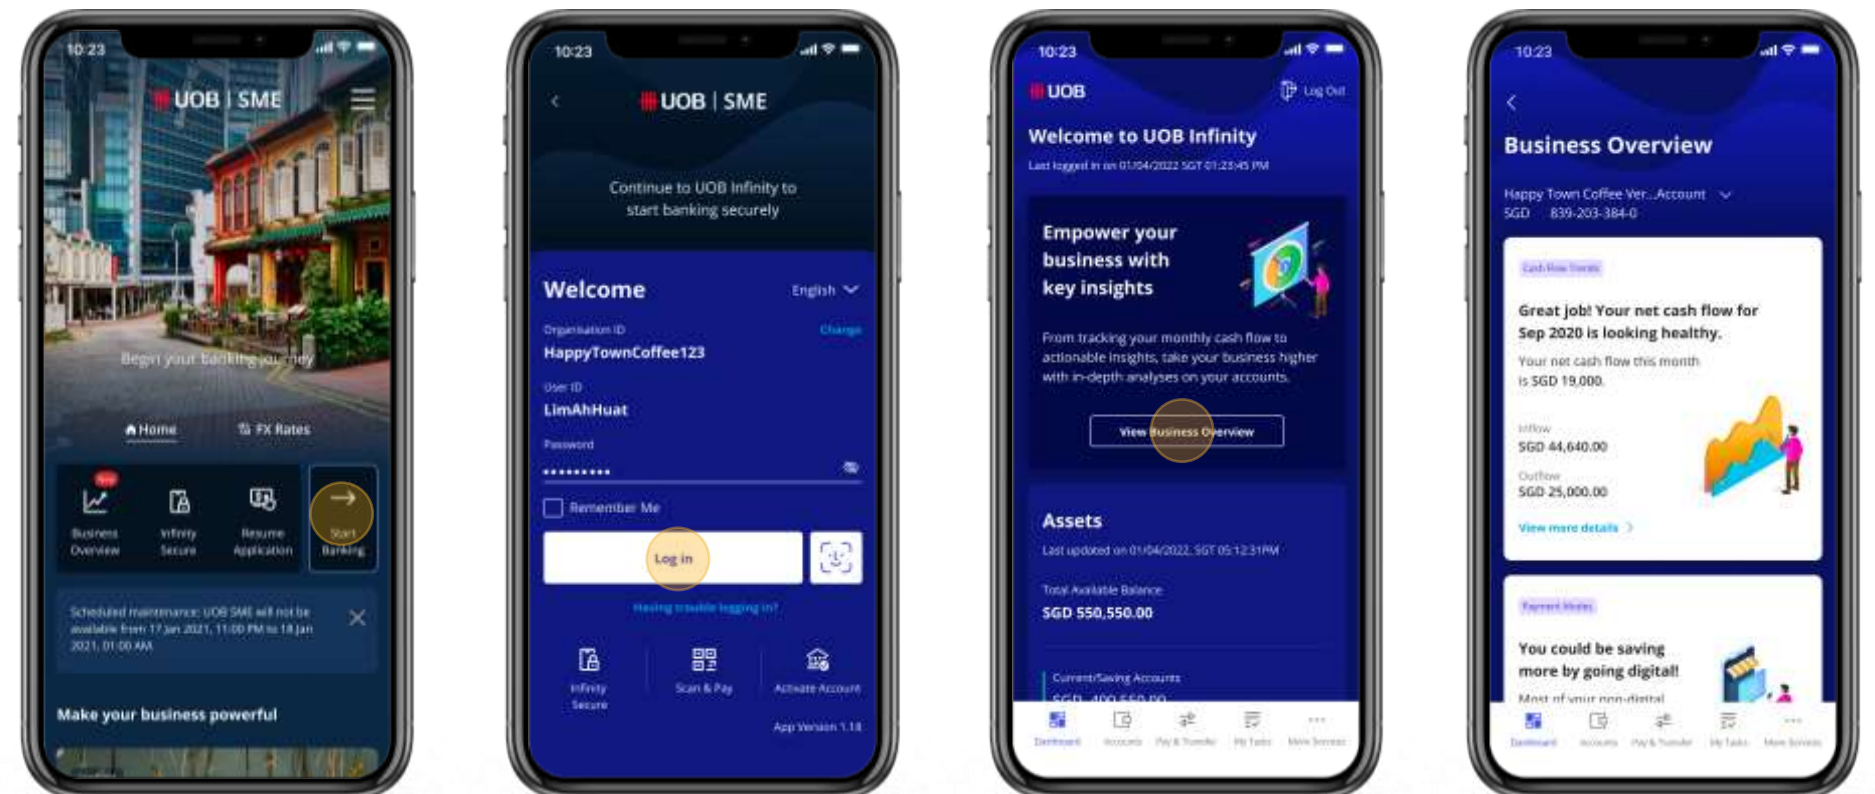 10:23
UOB | SME
Begin your banking journey
Home
FX Rates
New
Business
Overview
Infinity
Secure
Resume
Application
Start
Banking
Scheduled maintenance: UOB SME will not be
available from 17 Jan 2021, 11:00 PM to 18 Jan
2021, 01:00 AM
Make your business powerful
10:23
UOB | SME
Continue to UOB Infinity to
start banking securely
Welcome
English
Organisation ID
Change
HappyTownCoffee123
User ID
LimAhHuat
Password
Remember Me
Log in
Having trouble logging in?
Infinity
Secure
Scan & Pay
Activate Account
App Version 1.18
10:23
UOB
Log Out
Welcome to UOB Infinity
Last logged in on 01/04/2022 SGT 01:23:45 PM
Empower your
business with
key insights
From tracking your monthly cash flow to
actionable insights, take your business higher
with in-depth analyses on your accounts.
View Business Overview
Assets
Last updated on 01/04/2022, SGT 05:12:31PM
Total Available Balance
SGD 550,550.00
Current/Saving Accounts
SGD 400,550.00
Dashboard
Accounts
Pay & Transfer
My Tasks
More Services
10:23
Business Overview
Happy Town Coffee Ver...Account
SGD 839-203-384-0
Cash Flow Trends
Great job! Your net cash flow for
Sep 2020 is looking healthy.
Your net cash flow this month
is SGD 19,000.
Inflow
SGD 44,640.00
Outflow
SGD 25,000.00
View more details
Payment Modes
You could be saving
more by going digital!
Most of your non-digital
Dashboard
Accounts
Pay & Transfer
My Tasks
More Services